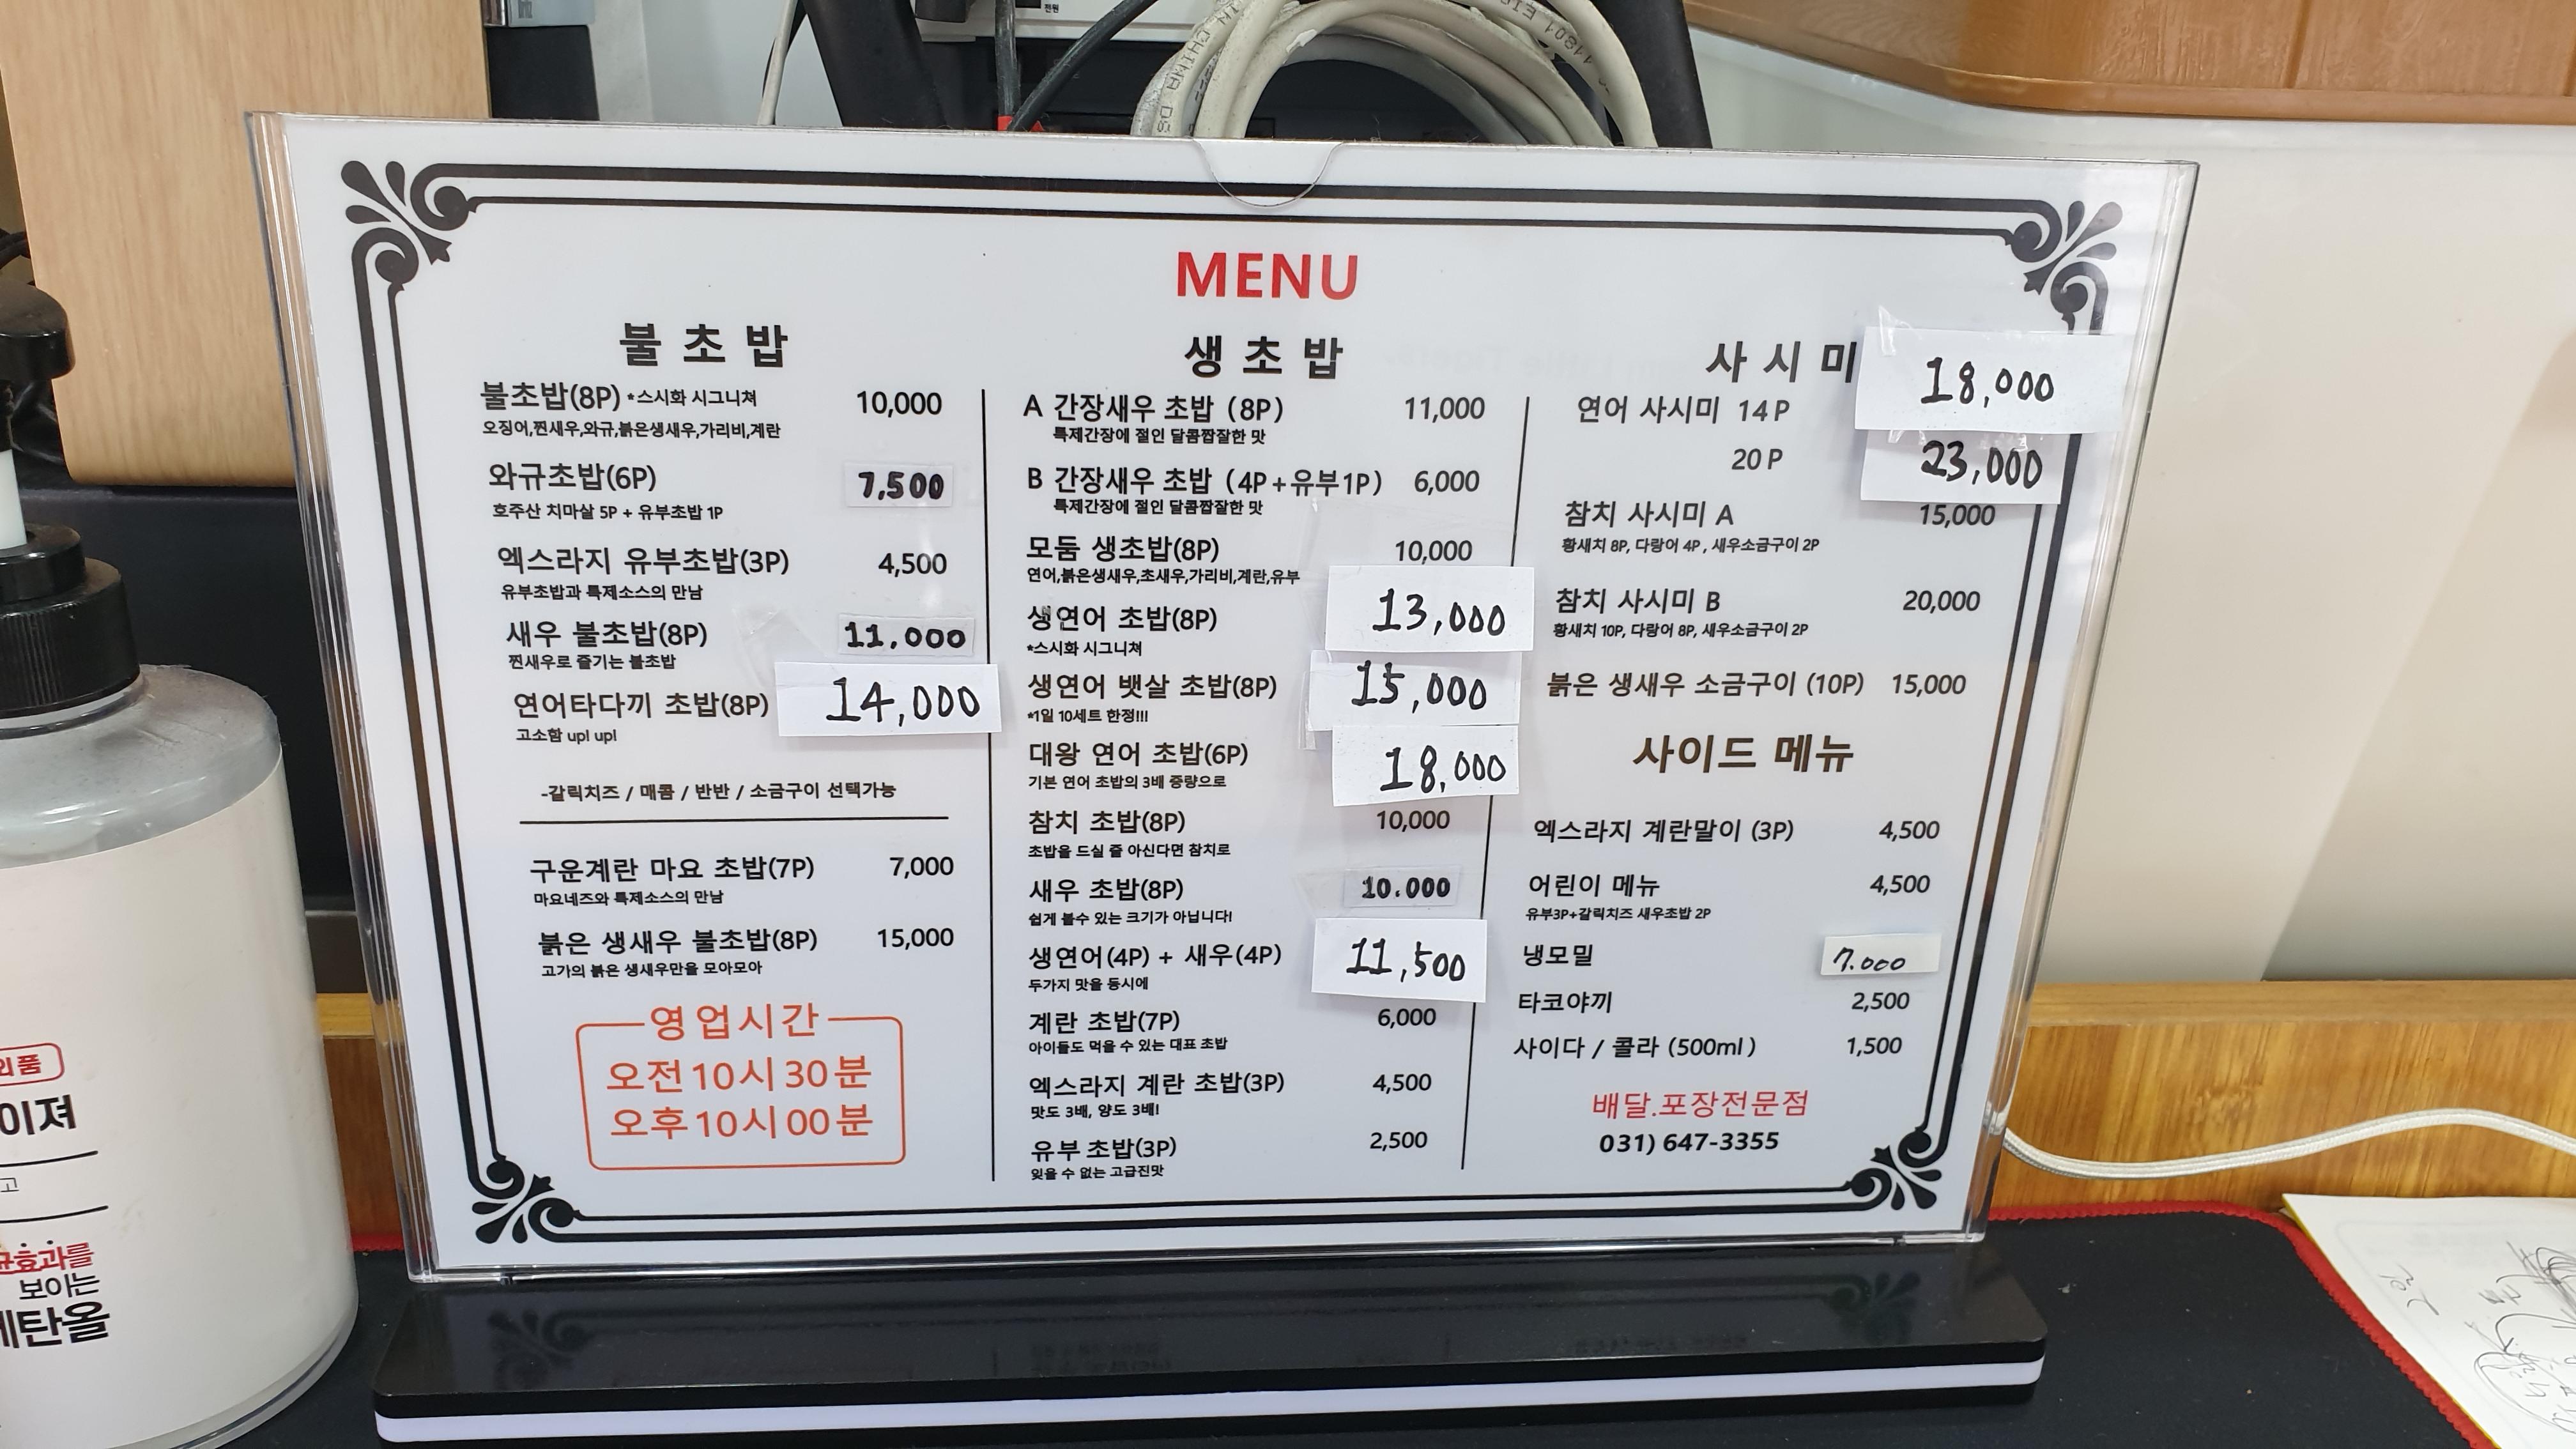 전원
MENU
불초밥
불초밥(8P) *스시화 시그니쳐 10,000
오징어,찐새우,와규,붉은생새우,가리비,계란
와규초밥(6P) 7,500
호주산 치마살 5P + 유부초밥 1P
엑스라지 유부초밥(3P) 4,500
유부초밥과 특제소스의 만남
새우 불초밥(8P) 11,000
찐새우로 즐기는 불초밥
연어타다끼 초밥(8P) 14,000
고소함 up! up!
-갈릭치즈 / 매콤 / 반반 / 소금구이 선택가능
구운계란 마요 초밥(7P) 7,000
마요네즈와 특제소스의 만남
붉은 생새우 불초밥(8P) 15,000
고가의 붉은 생새우만을 모아모아
영업시간
오전10시30분
오후10시00분
생초밥
A 간장새우 초밥 (8P) 11,000
특제간장에 절인 달콤짭잘한 맛
B 간장새우 초밥 (4P+유부1P) 6,000
특제간장에 절인 달콤짭잘한 맛
모둠 생초밥(8P) 10,000
연어,붉은생새우,초새우,가리비,계란,유부
생연어 초밥(8P) 13,000
*스시화 시그니쳐
생연어 뱃살 초밥(8P) 15,000
*1일 10세트 한정!!!
대왕 연어 초밥(6P) 18,000
기본 연어 초밥의 3배 중량으로
참치 초밥(8P) 10,000
초밥을 드실 줄 아신다면 참치로
새우 초밥(8P) 10.000
쉽게 볼수 있는 크기가 아닙니다!
생연어(4P) + 새우(4P) 11,500
두가지 맛을 동시에
계란 초밥(7P) 6,000
아이들도 먹을 수 있는 대표 초밥
엑스라지 계란 초밥(3P) 4,500
맛도 3배, 양도 3배!
유부 초밥(3P) 2,500
잊을 수 없는 고급진맛
사시미
연어 사시미 14P 18,000
20P 23,000
참치 사시미 A 15,000
황새치 8P, 다랑어 4P , 새우소금구이 2P
참치 사시미 B 20,000
황새치 10P, 다랑어 8P, 새우소금구이 2P
붉은 생새우 소금구이 (10P) 15,000
사이드 메뉴
엑스라지 계란말이 (3P) 4,500
어린이 메뉴 4,500
유부3P+갈릭치즈 새우초밥 2P
냉모밀 7.000
타코야끼 2,500
사이다 / 콜라 (500ml) 1,500
배달.포장전문점
031) 647-3355
외품
이져
고
균효과를
보이는
에탄올